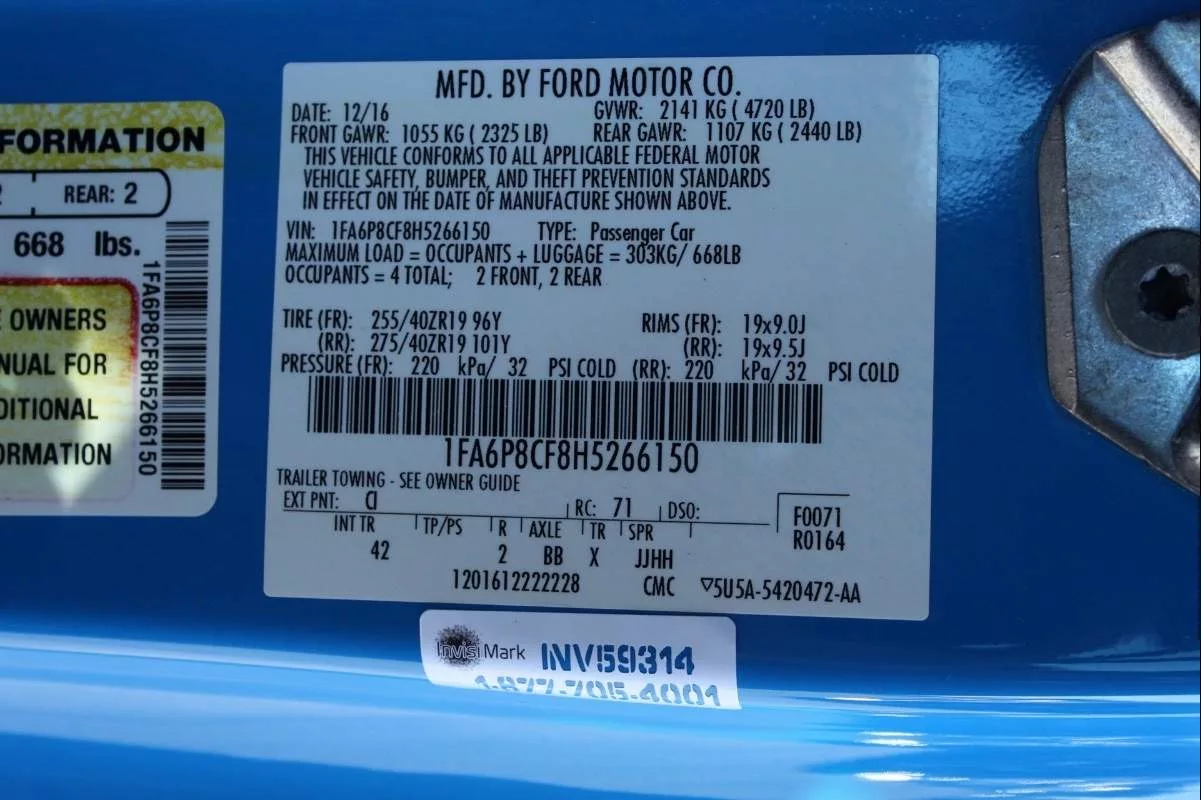 FORMATION
REAR: 2
668 lbs.
OWNERS
FOR
1FA6P8CF8H5266150
MFD. BY FORD MOTOR CO.
DATE: 12/16 GVWR: 2141 KG ( 4720 LB)
FRONT GAWR: 1055 KG ( 2325 LB) REAR GAWR: 1107 KG ( 2440 LB)
THIS VEHICLE CONFORMS TO ALL APPLICABLE FEDERAL MOTOR
VEHICLE SAFETY, BUMPER, AND THEFT PREVENTION STANDARDS
IN EFFECT ON THE DATE OF MANUFACTURE SHOWN ABOVE.
VIN: 1FA6P8CF8H5266150 TYPE: Passenger Car
MAXIMUM LOAD = OCCUPANTS + LUGGAGE = 303KG/ 668LB
OCCUPANTS = 4 TOTAL; 2 FRONT, 2 REAR
TIRE (FR): 255/40ZR19 96Y RIMS (FR): 19x9.0J
(RR): 275/40ZR19 101Y (RR): 19x9.5J
PRESSURE (FR): 220 kPa/ 32 PSI COLD (RR): 220 kPa/ 32 PSI COLD
1FA6P8CF8H5266150
TRAILER TOWING - SEE OWNER GUIDE
EXT PNT: CI RC: 71 DSO: F0071
INT TR TP/PS R AXLE TR SPR R0164
42 2 BB X JJHH
1201612222228 CMC ▽5U5A-5420472-AA
InvisiMark INV59314
1-877-705-4001